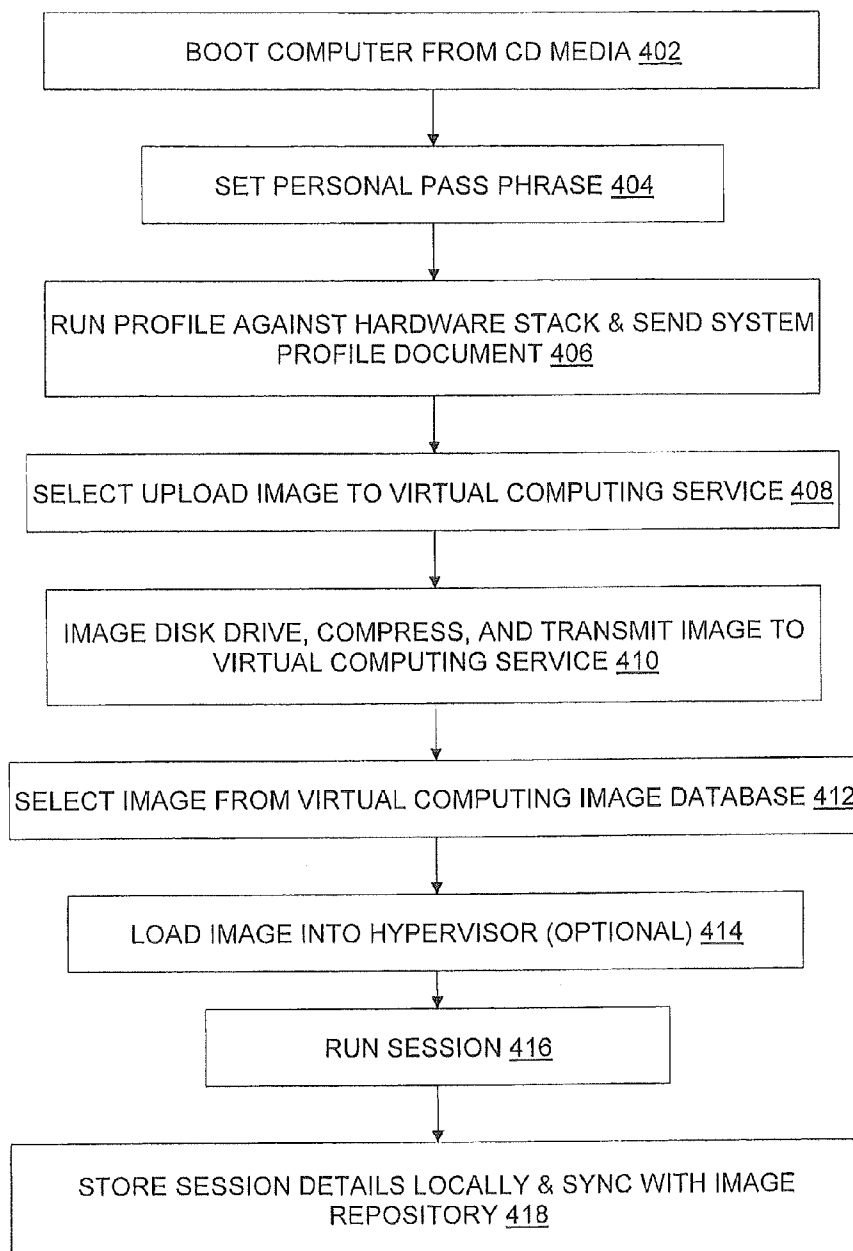 BOOT COMPUTER FROM CD MEDIA 402
SET PERSONAL PASS PHRASE 404
RUN PROFILE AGAINST HARDWARE STACK & SEND SYSTEM
PROFILE DOCUMENT 406
SELECT UPLOAD IMAGE TO VIRTUAL COMPUTING SERVICE 408
IMAGE DISK DRIVE, COMPRESS, AND TRANSMIT IMAGE TO
VIRTUAL COMPUTING SERVICE 410
SELECT IMAGE FROM VIRTUAL COMPUTING IMAGE DATABASE 412
LOAD IMAGE INTO HYPERVISOR (OPTIONAL) 414
RUN SESSION 416
STORE SESSION DETAILS LOCALLY & SYNC WITH IMAGE
REPOSITORY 418